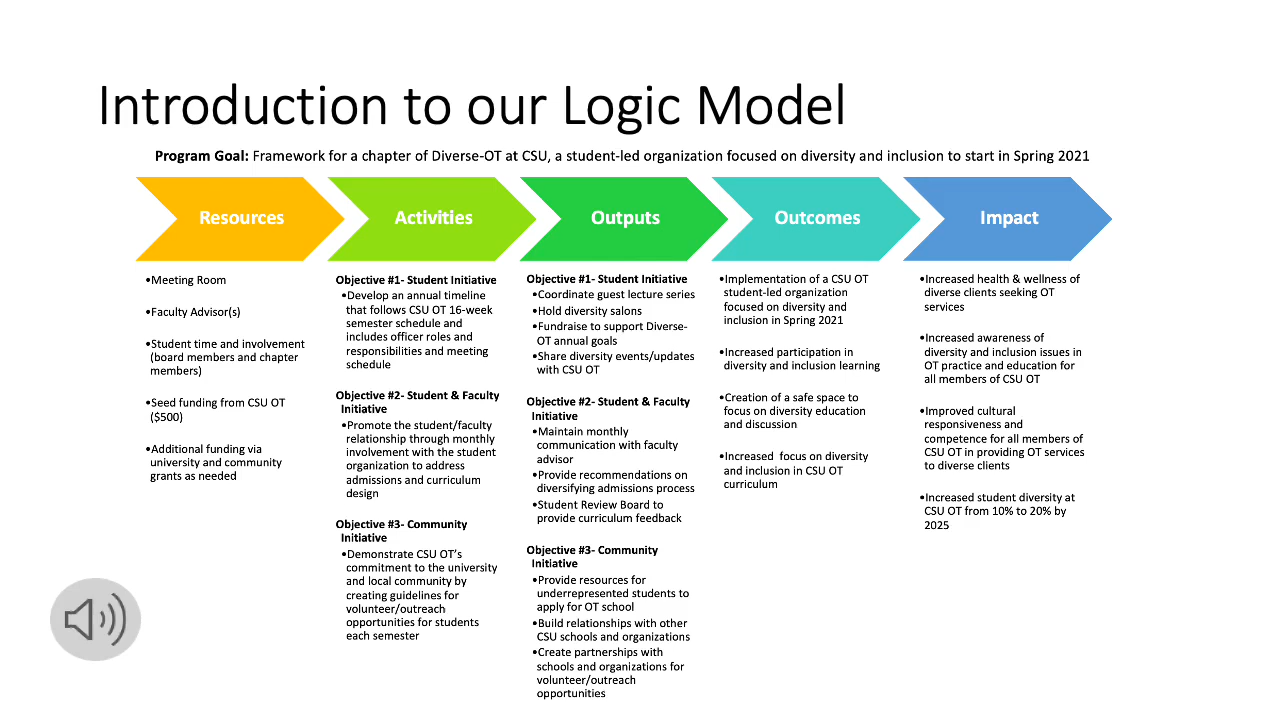 Introduction to our Logic Model
Program Goal: Framework for a chapter of Diverse-OT at CSU, a student-led organization focused on diversity and inclusion to start in Spring 2021
Resources
•Meeting Room
•Faculty Advisor(s)
•Student time and involvement
(board members and chapter
members)
•Seed funding from CSU OT
($500)
•Additional funding via
university and community
grants as needed
Activities
Objective #1- Student Initiative
•Develop an annual timeline
that follows CSU OT 16-week
semester schedule and
includes officer roles and
responsibilities and meeting
schedule
Objective #2- Student & Faculty
Initiative
•Promote the student/faculty
relationship through monthly
involvement with the student
organization to address
admissions and curriculum
design
Objective #3- Community
Initiative
•Demonstrate CSU OT's
commitment to the university
and local community by
creating guidelines for
volunteer/outreach
opportunities for students
each semester
Outputs
Objective #1- Student Initiative
•Coordinate guest lecture series
•Hold diversity salons
•Fundraise to support Diverse-
OT annual goals
•Share diversity events/updates
with CSU OT
Objective #2- Student & Faculty
Initiative
•Maintain monthly
communication with faculty
advisor
•Provide recommendations on
diversifying admissions process
•Student Review Board to
provide curriculum feedback
Objective #3- Community
Initiative
•Provide resources for
underrepresented students to
apply for OT school
•Build relationships with other
CSU schools and organizations
•Create partnerships with
schools and organizations for
volunteer/outreach
opportunities
Outcomes
•Implementation of a CSU OT
student-led organization
focused on diversity and
inclusion in Spring 2021
•Increased participation in
diversity and inclusion learning
•Creation of a safe space to
focus on diversity education
and discussion
•Increased  focus on diversity
and inclusion in CSU OT
curriculum
Impact
•Increased health & wellness of
diverse clients seeking OT
services
•Increased awareness of
diversity and inclusion issues in
OT practice and education for
all members of CSU OT
•Improved cultural
responsiveness and
competence for all members of
CSU OT in providing OT services
to diverse clients
•Increased student diversity at
CSU OT from 10% to 20% by
2025